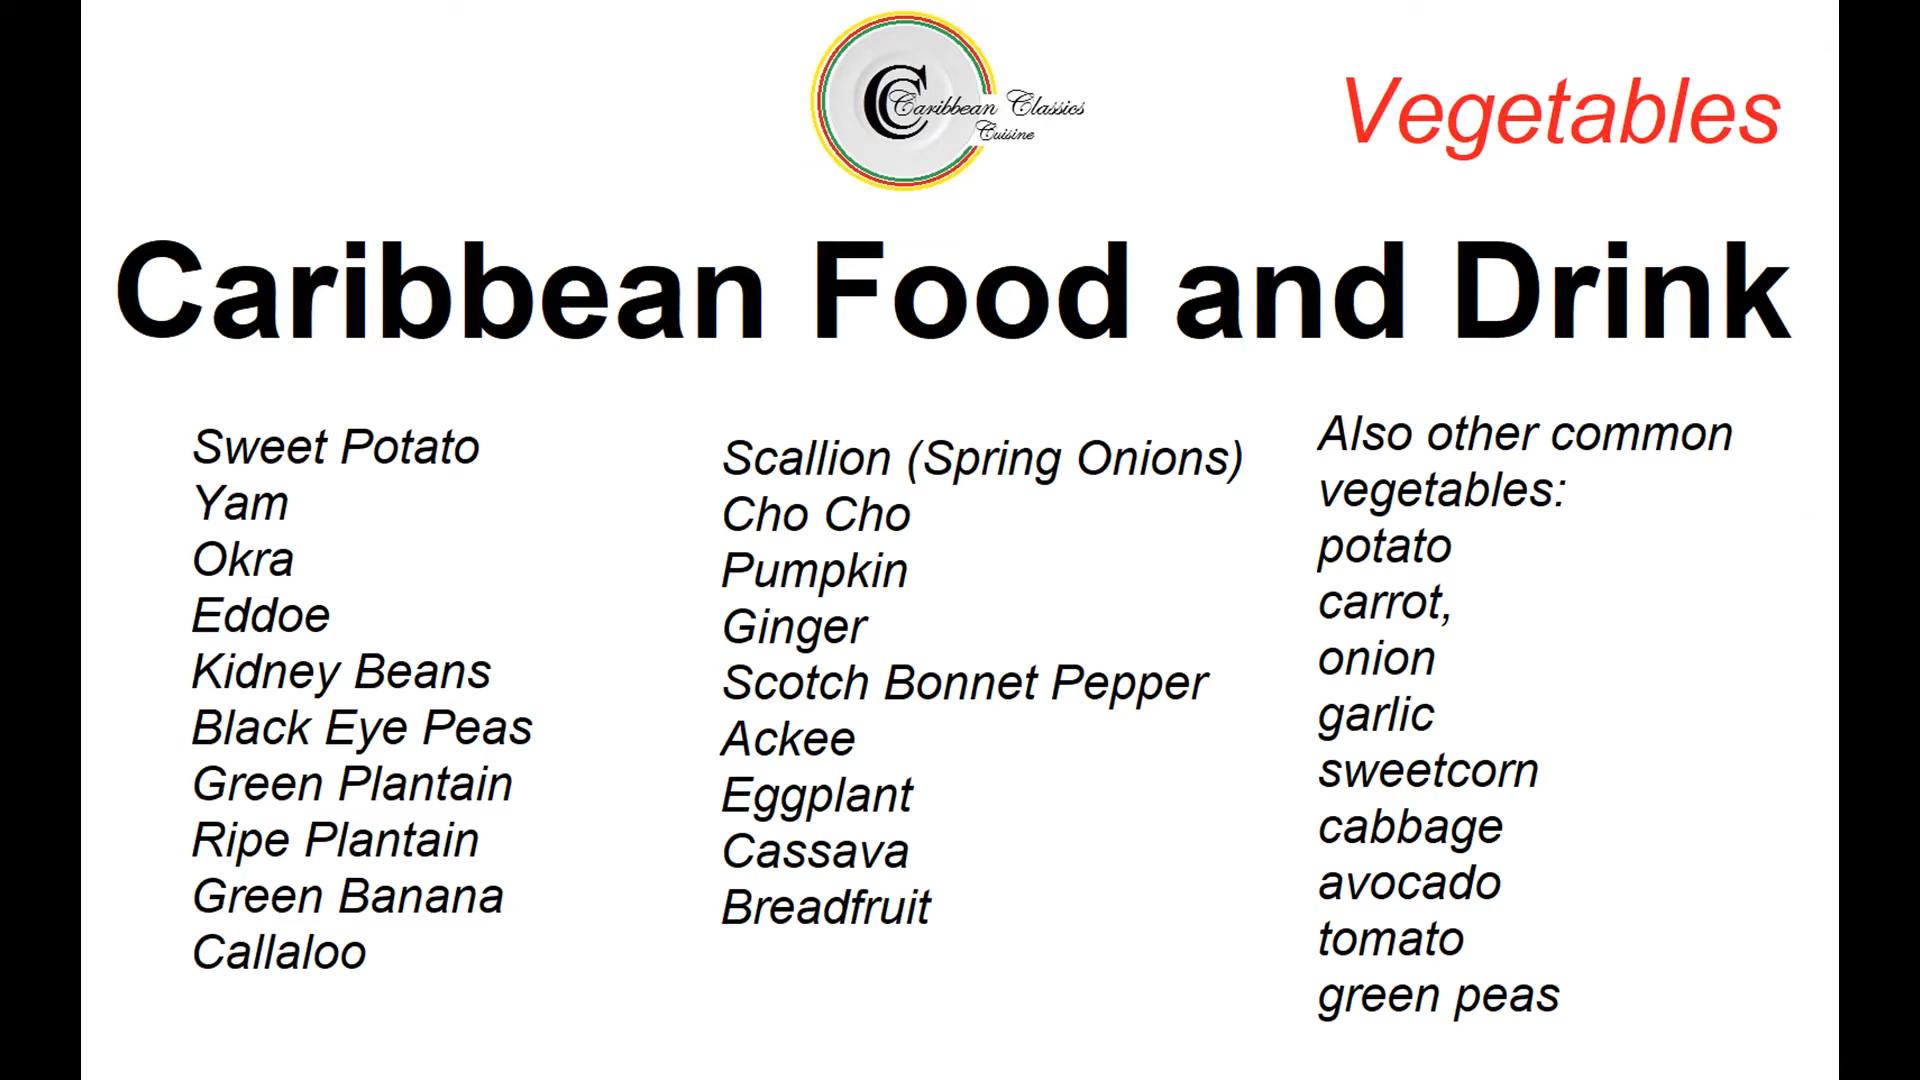 Caribbean Classics
Cuisine
Vegetables
Caribbean Food and Drink
Sweet Potato
Yam
Okra
Eddoe
Kidney Beans
Black Eye Peas
Green Plantain
Ripe Plantain
Green Banana
Callaloo
Scallion (Spring Onions)
Cho Cho
Pumpkin
Ginger
Scotch Bonnet Pepper
Ackee
Eggplant
Cassava
Breadfruit
Also other common
vegetables:
potato
carrot,
onion
garlic
sweetcorn
cabbage
avocado
tomato
green peas